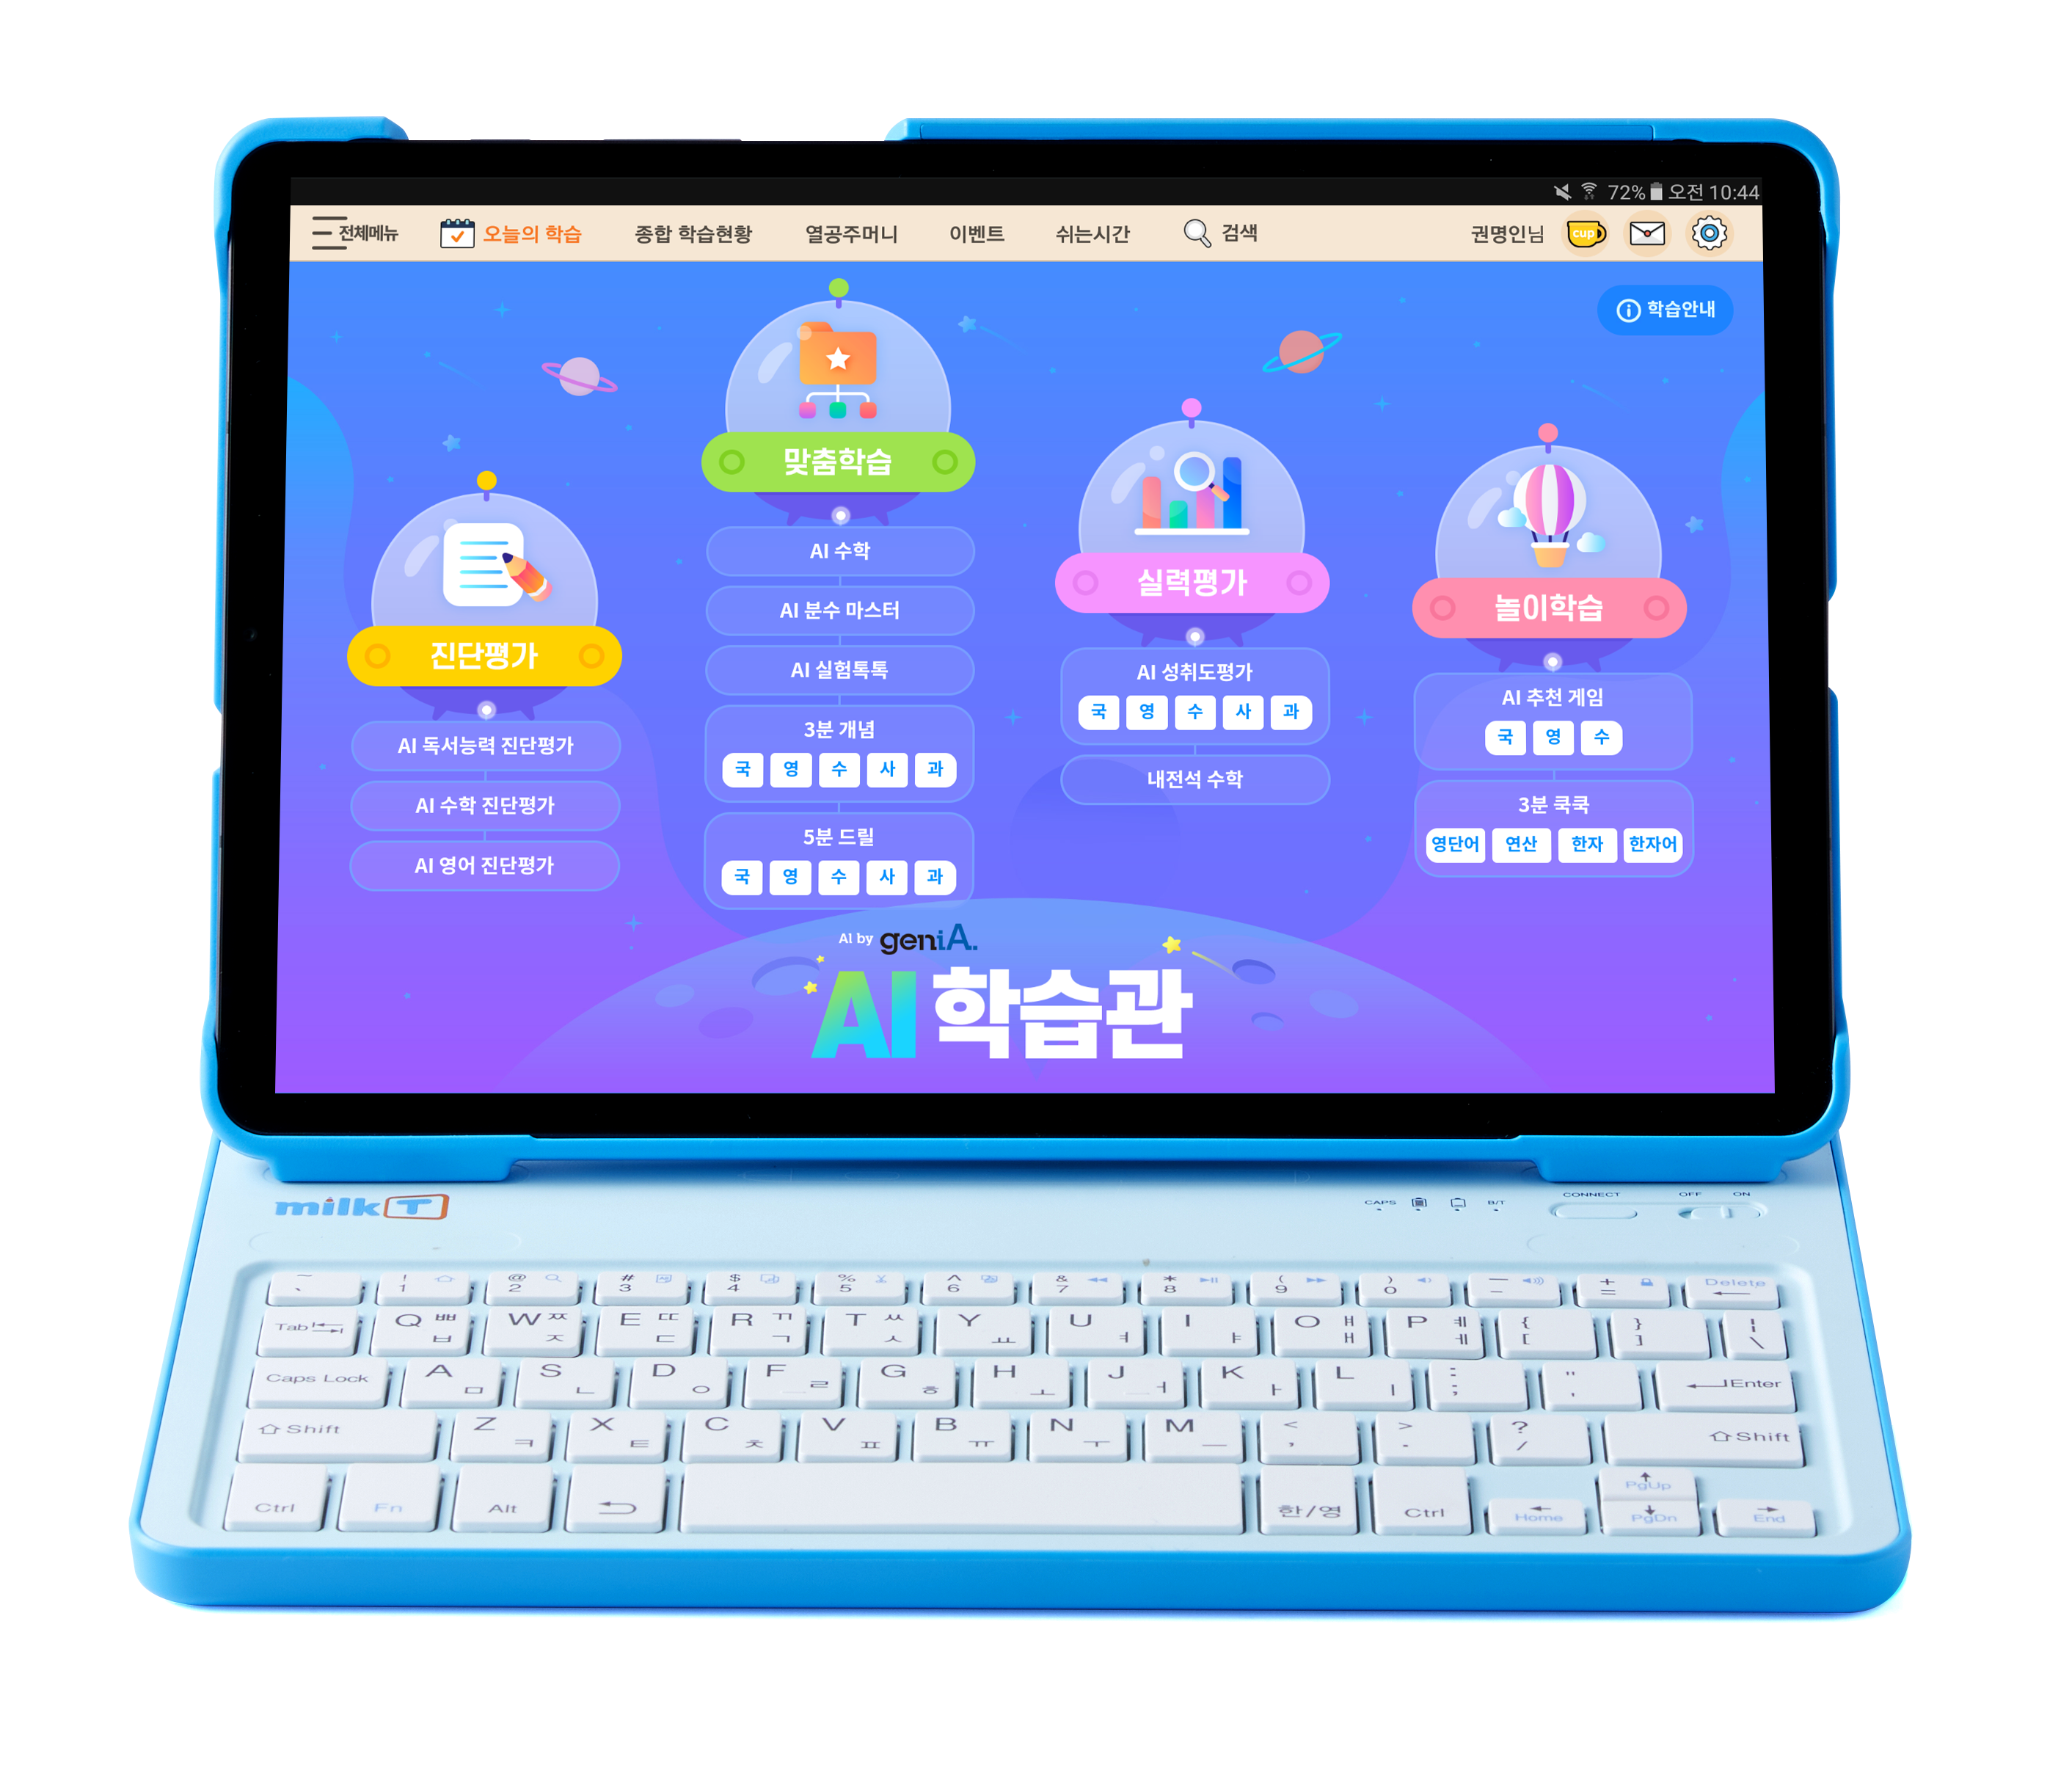 72% 오전 10:44
전체메뉴 오늘의 학습 종합 학습현황 열공주머니 이벤트 쉬는시간 검색 권명인님 cup
학습안내
진단평가
AI 독서능력 진단평가
AI 수학 진단평가
AI 영어 진단평가
맞춤학습
AI 수학
AI 분수 마스터
AI 실험톡톡
3분 개념
국 영 수 사 과
5분 드릴
국 영 수 사 과
실력평가
AI 성취도평가
국 영 수 사 과
내전석 수학
놀이학습
AI 추천 게임
국 영 수
3분 쿡쿡
영단어 연산 한자 한자어
AI by geniA.
AI 학습관
milk T
CAPS B/T CONNECT OFF ON
~ ! @ # $ % ^ & * ( ) — + Delete
` 1 2 3 4 5 6 7 8 9 0 - =
Tab Q ㅃ W ㅉ E ㄸ R ㄲ T ㅆ Y U I O ㅒ P ㅖ { } ¦
ㅂ ㅈ ㄷ ㄱ ㅅ ㅛ ㅕ ㅑ ㅐ ㅔ [ ] \
Caps Lock A S D F G H J K L : " Enter
ㅁ ㄴ ㅇ ㄹ ㅎ ㅗ ㅓ ㅏ ㅣ ; '
Shift Z X C V B N M < > ? Shift
ㅋ ㅌ ㅊ ㅍ ㅠ ㅜ ㅡ , . /
Ctrl Fn Alt 한/영 Ctrl Home PgUp PgDn End